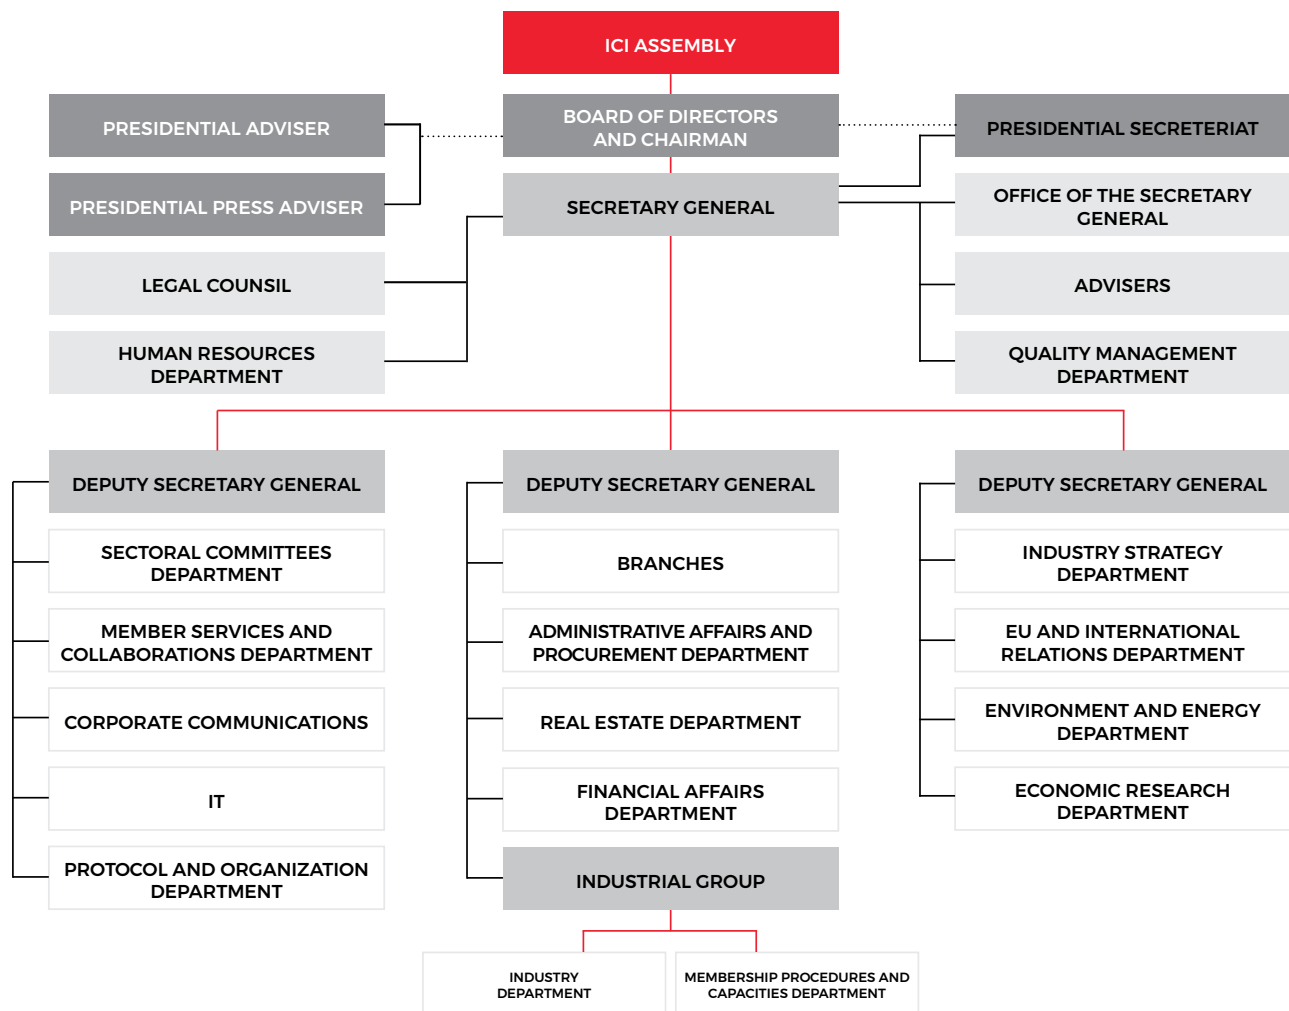 ICI ASSEMBLY
PRESIDENTIAL ADVISER
BOARD OF DIRECTORS
AND CHAIRMAN
PRESIDENTIAL SECRETERIAT
PRESIDENTIAL PRESS ADVISER
SECRETARY GENERAL
OFFICE OF THE SECRETARY
GENERAL
LEGAL COUNSIL
ADVISERS
HUMAN RESOURCES
DEPARTMENT
QUALITY MANAGEMENT
DEPARTMENT
DEPUTY SECRETARY GENERAL
DEPUTY SECRETARY GENERAL
DEPUTY SECRETARY GENERAL
SECTORAL COMMITTEES
DEPARTMENT
BRANCHES
INDUSTRY STRATEGY
DEPARTMENT
MEMBER SERVICES AND
COLLABORATIONS DEPARTMENT
ADMINISTRATIVE AFFAIRS AND
PROCUREMENT DEPARTMENT
EU AND INTERNATIONAL
RELATIONS DEPARTMENT
CORPORATE COMMUNICATIONS
REAL ESTATE DEPARTMENT
ENVIRONMENT AND ENERGY
DEPARTMENT
IT
FINANCIAL AFFAIRS
DEPARTMENT
ECONOMIC RESEARCH
DEPARTMENT
PROTOCOL AND ORGANIZATION
DEPARTMENT
INDUSTRIAL GROUP
INDUSTRY
DEPARTMENT
MEMBERSHIP PROCEDURES AND
CAPACITIES DEPARTMENT